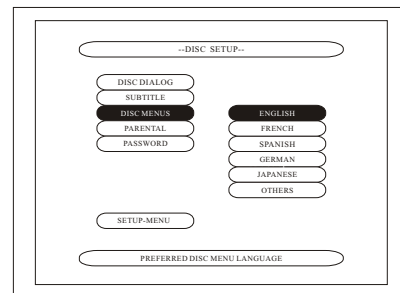 --DISC SETUP--
DISC DIALOG
SUBTITLE
DISC MENUS
PARENTAL
PASSWORD
ENGLISH
FRENCH
SPANISH
GERMAN
JAPANESE
OTHERS
SETUP-MENU
PREFERRED DISC MENU LANGUAGE